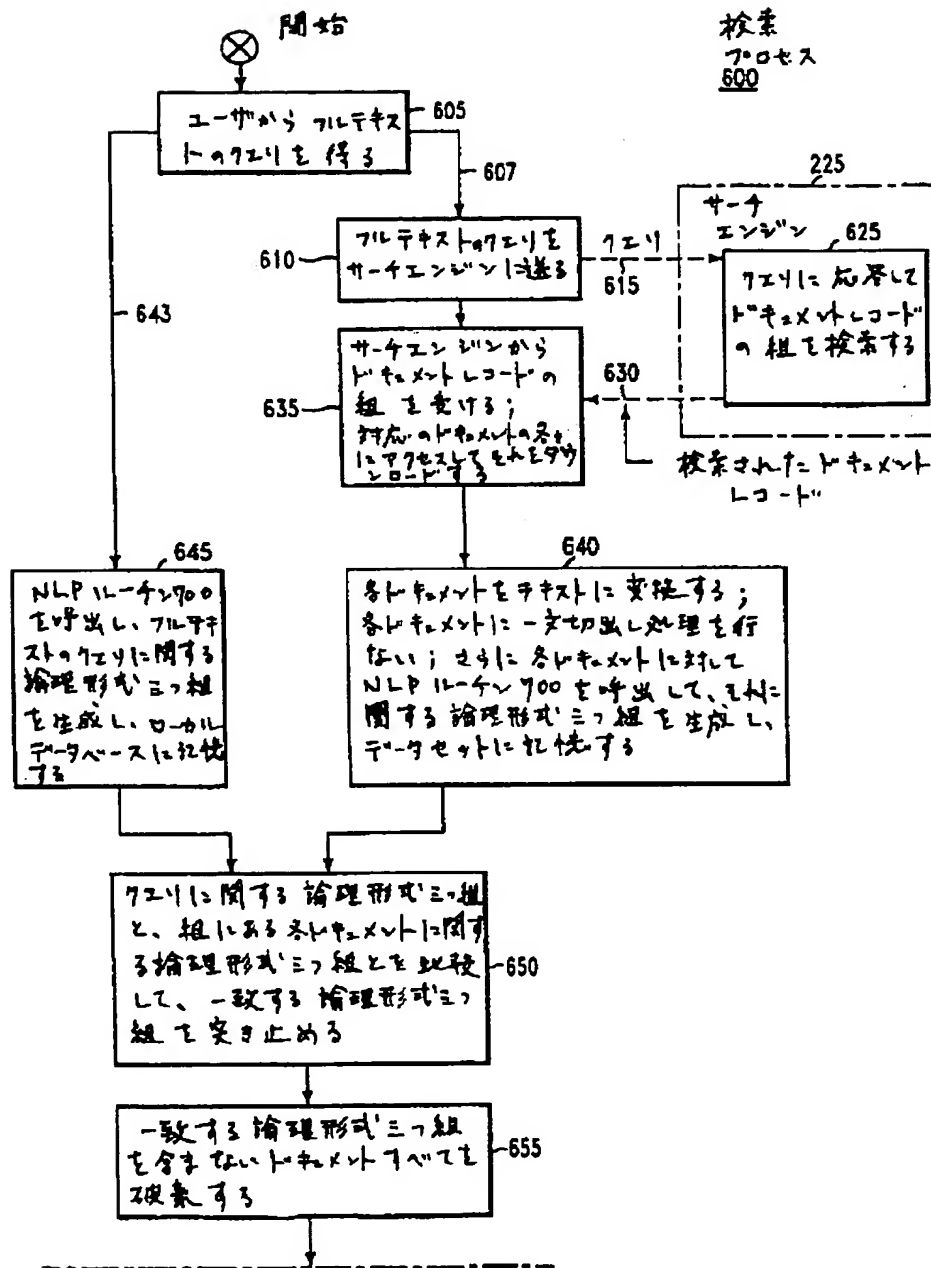 開始
検索
プロセス
600
605
ユーザから フルテキス
トのクエリを 得る
607
225
サーチ
エンジン
625
クエリに 応答して
ドキュメントレコード
の 組を 検索する
610
フルテキストのクエリを
サーチエンジンに送る
クエリ
615
643
635
サーチエンジンから
ドキュメントレコードの
組 を 受ける;
対応のドキュメントの各々
にアクセスしてそれをダウ
ンロードする
630
検索された ドキュメント
レコード
645
NLPルーチン700
を呼出し、フルテキ
ストのクエリに関する
論理形式三つ組
を生成し、ローカル
データベースに記憶
する
640
各ドキュメントをテキストに変換する;
各ドキュメントに一文切出し処理を行
ない; さらに各ドキュメントに対して
NLPルーチン700を呼出して、それに
関する論理形式三つ組を生成し、
データセットに記憶する
クエリに関する 論理形式三つ組
と、組にある各ドキュメントに関す
る論理形式三つ組とを比較
して、一致する 論理形式三つ
組 を 突き止める
650
一致する 論理形式三つ組
を含まないドキュメントすべてを
破棄する
655